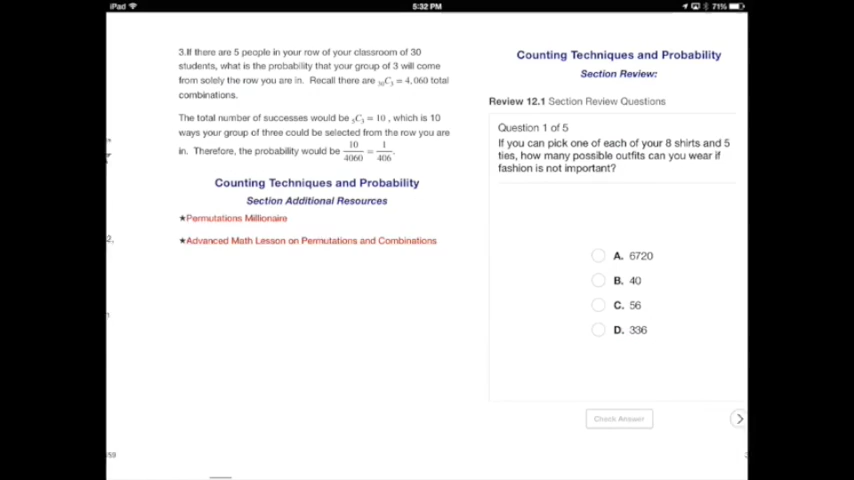 iPad
5:32 PM
71%
3.If there are 5 people in your row of your classroom of 30
students, what is the probability that your group of 3 will come
from solely the row you are in. Recall there are ₃₀C₃ = 4,060 total
combinations.
The total number of successes would be ₅C₃ = 10 , which is 10
ways your group of three could be selected from the row you are
in. Therefore, the probability would be 10/4060 = 1/406.
Counting Techniques and Probability
Section Additional Resources
★Permutations Millionaire
★Advanced Math Lesson on Permutations and Combinations
Counting Techniques and Probability
Section Review:
Review 12.1 Section Review Questions
Question 1 of 5
If you can pick one of each of your 8 shirts and 5
ties, how many possible outfits can you wear if
fashion is not important?
A. 6720
B. 40
C. 56
D. 336
Check Answer